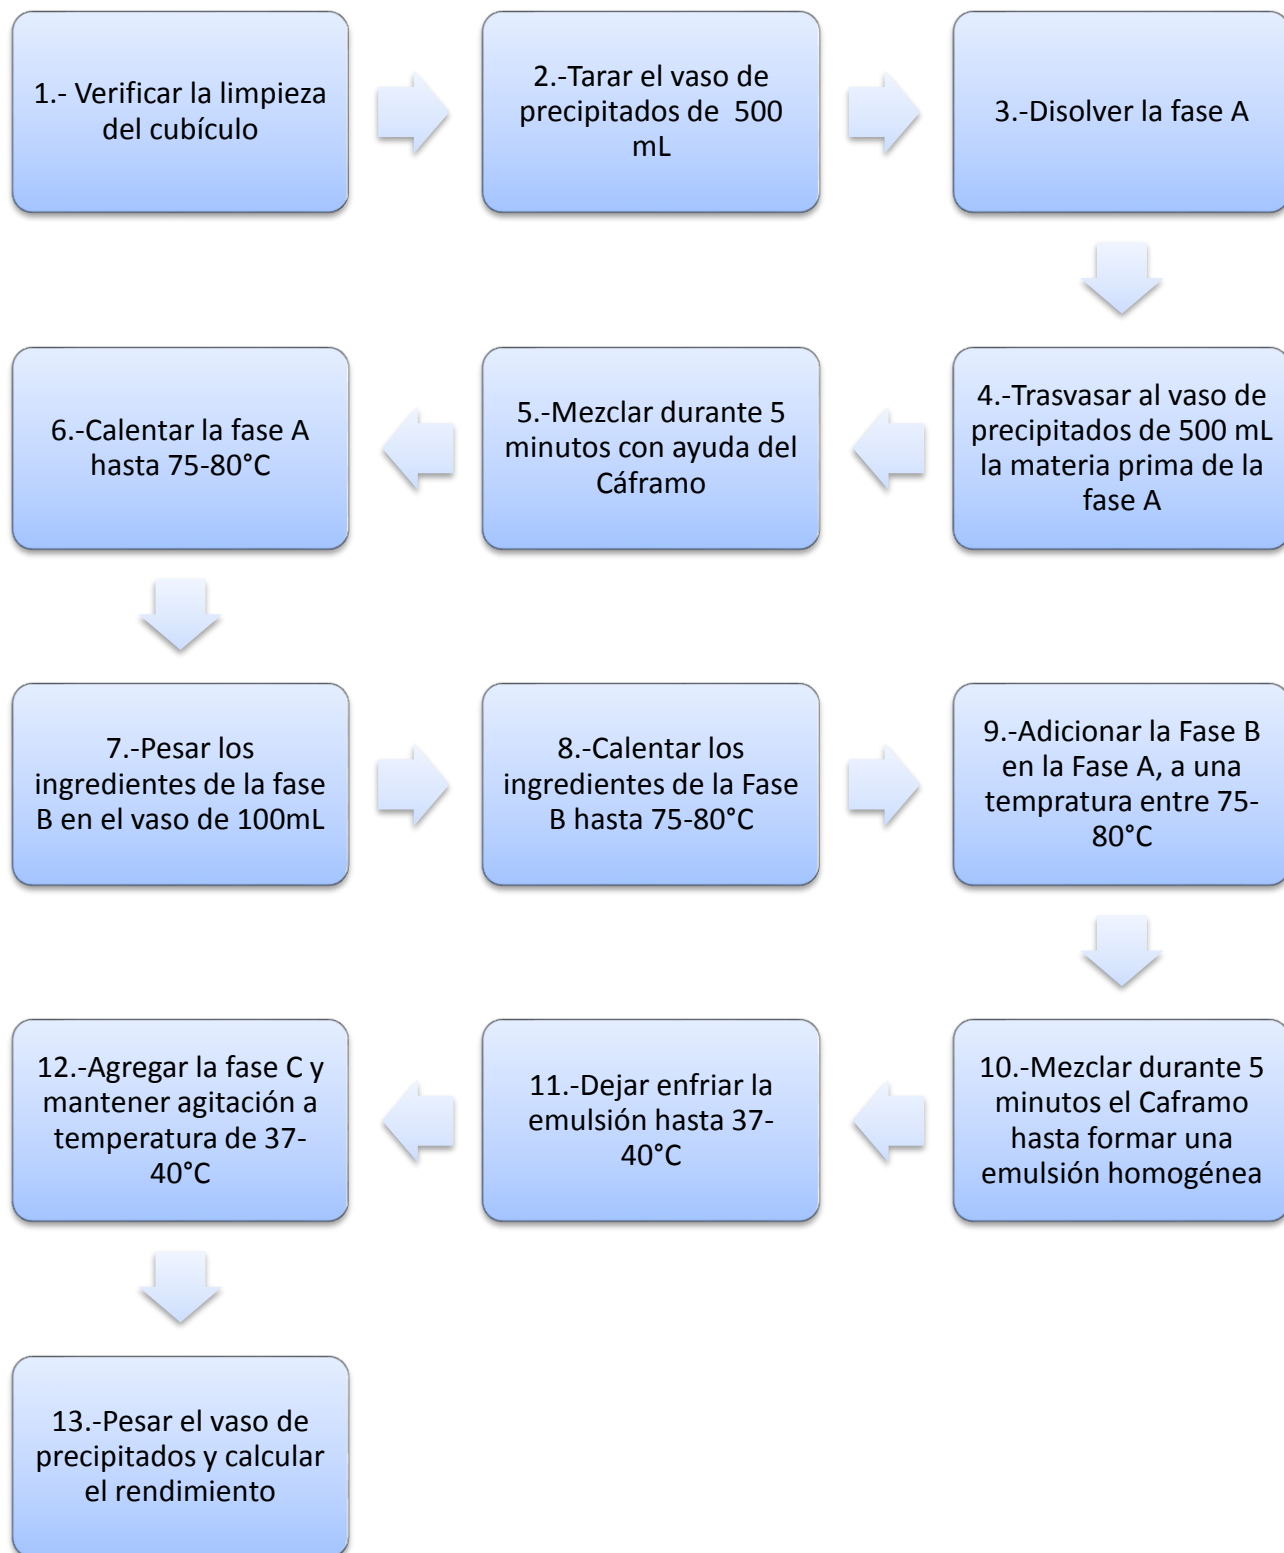 1.- Verificar la limpieza
del cubículo
2.-Tarar el vaso de
precipitados de  500
mL
3.-Disolver la fase A
4.-Trasvasar al vaso de
precipitados de 500 mL
la materia prima de la
fase A
5.-Mezclar durante 5
minutos con ayuda del
Cáframo
6.-Calentar la fase A
hasta 75-80°C
7.-Pesar los
ingredientes de la fase
B en el vaso de 100mL
8.-Calentar los
ingredientes de la Fase
B hasta 75-80°C
9.-Adicionar la Fase B
en la Fase A, a una
tempratura entre 75-
80°C
10.-Mezclar durante 5
minutos el Caframo
hasta formar una
emulsión homogénea
11.-Dejar enfriar la
emulsión hasta 37-
40°C
12.-Agregar la fase C y
mantener agitación a
temperatura de 37-
40°C
13.-Pesar el vaso de
precipitados y calcular
el rendimiento